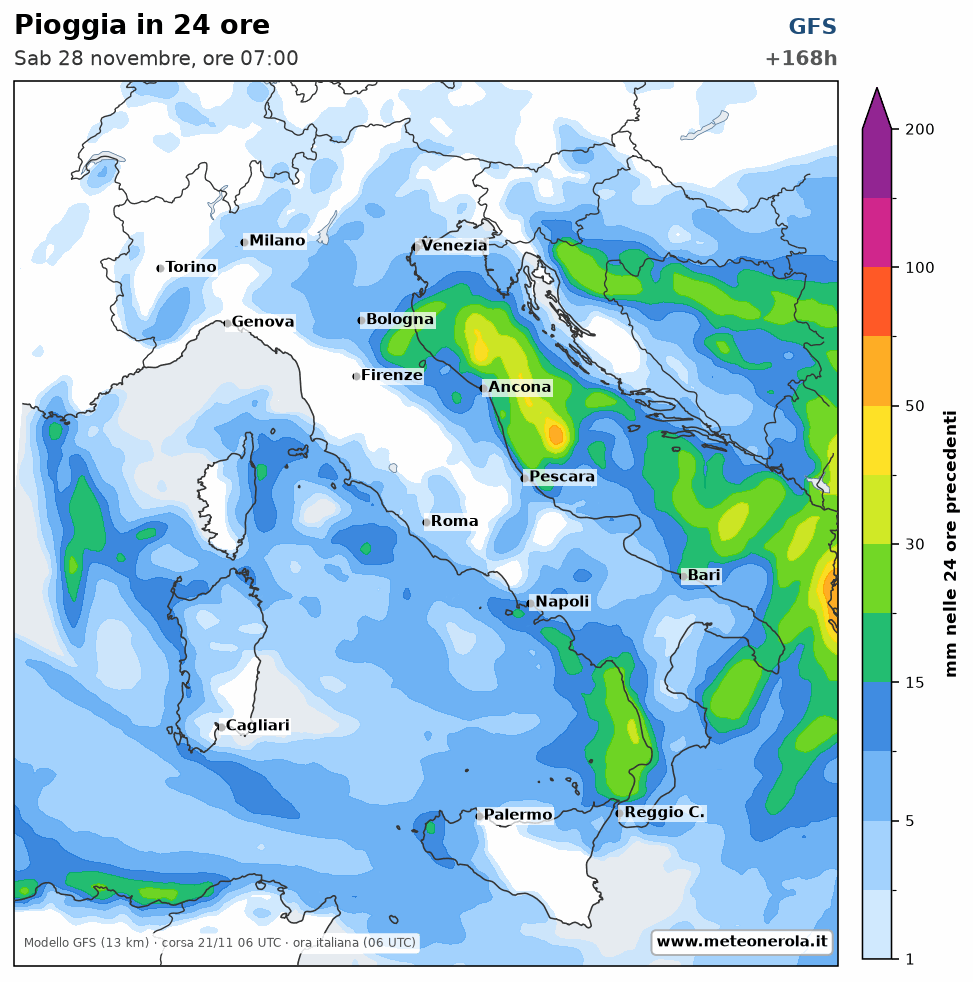 Pioggia in 24 ore
GFS
Sab 28 novembre, ore 07:00
+168h
200
100
50
30
15
5
1
mm nelle 24 ore precedenti
Milano
Venezia
Torino
Genova
Bologna
Firenze
Ancona
Pescara
Roma
Bari
Napoli
Cagliari
Palermo
Reggio C.
Modello GFS (13 km) · corsa 21/11 06 UTC · ora italiana (06 UTC)
www.meteonerola.it